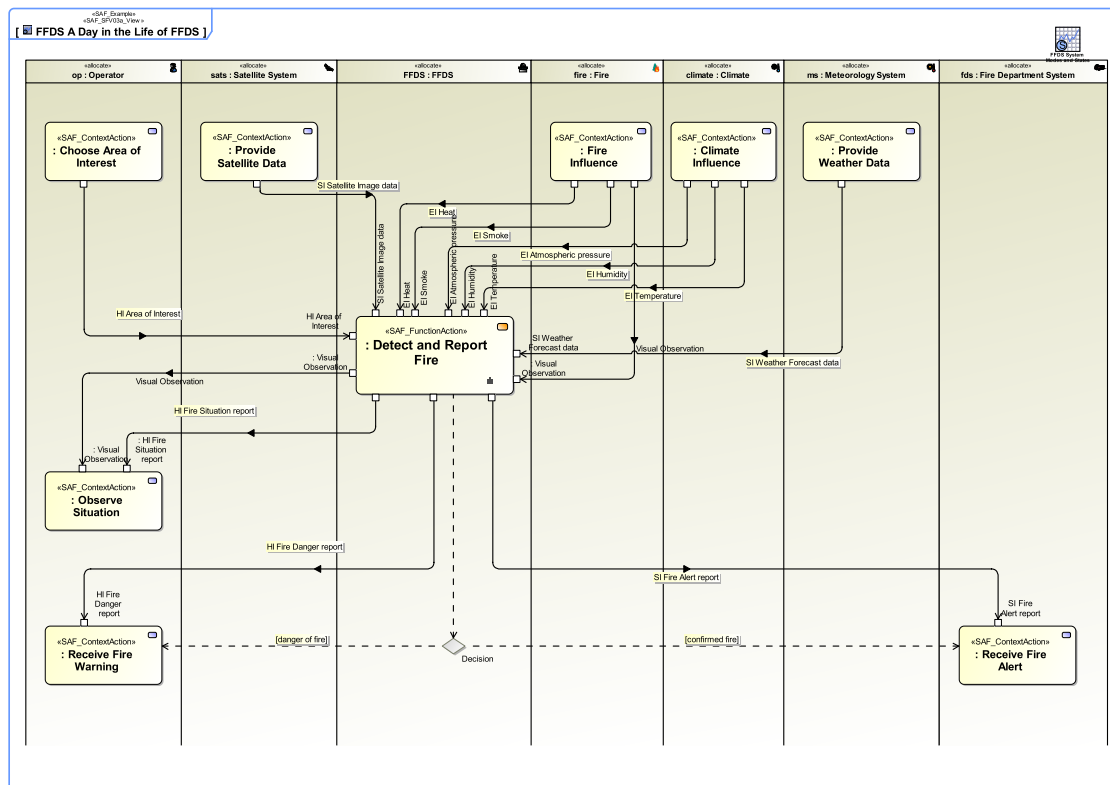 «SAF_Example»
«SAF_SFV03a_View»
[ FFDS A Day in the Life of FFDS ]
FFDS System
Modes and States
«allocate»
op : Operator
«allocate»
sats : Satellite System
«allocate»
FFDS : FFDS
«allocate»
fire : Fire
«allocate»
climate : Climate
«allocate»
ms : Meteorology System
«allocate»
fds : Fire Department System
«SAF_ContextAction»
: Choose Area of
Interest
«SAF_ContextAction»
: Provide
Satellite Data
«SAF_ContextAction»
: Fire
Influence
«SAF_ContextAction»
: Climate
Influence
«SAF_ContextAction»
: Provide
Weather Data
SI Satellite Image data
EI Heat
EI Smoke
EI Atmospheric pressure
EI Humidity
EI Temperature
SI Satellite Image data
EI Heat
EI Smoke
EI Atmospheric pressure
EI Humidity
EI Temperature
HI Area of Interest
HI Area of
Interest
«SAF_FunctionAction»
: Detect and Report
Fire
SI Weather
Forecast data
Visual Observation
SI Weather Forecast data
: Visual
Observation
Visual Observation
Visual
Observation
HI Fire Situation report
: Visual
Observation
: HI Fire
Situation
report
«SAF_ContextAction»
: Observe
Situation
HI Fire Danger report
SI Fire Alert report
HI Fire
Danger
report
SI Fire
Alert report
«SAF_ContextAction»
: Receive Fire
Warning
[danger of fire]
Decision
[confirmed fire]
«SAF_ContextAction»
: Receive Fire
Alert